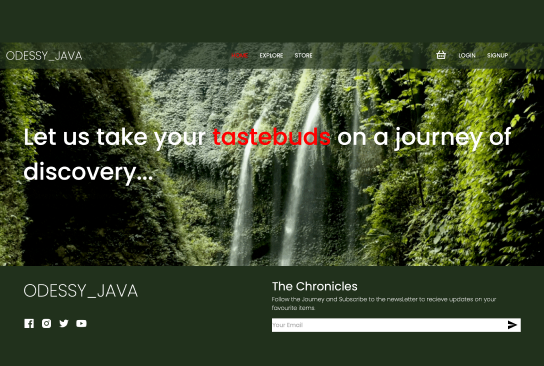 ODESSY_JAVA
EXPLORE STORE
LOGIN SIGNUP
Let us take your tastebuds on a journey of
discovery...
ODESSY_JAVA
The Chronicles
Follow the Journey and Subscribe to the newsletter to recieve updates on your
favourite items
Your Email